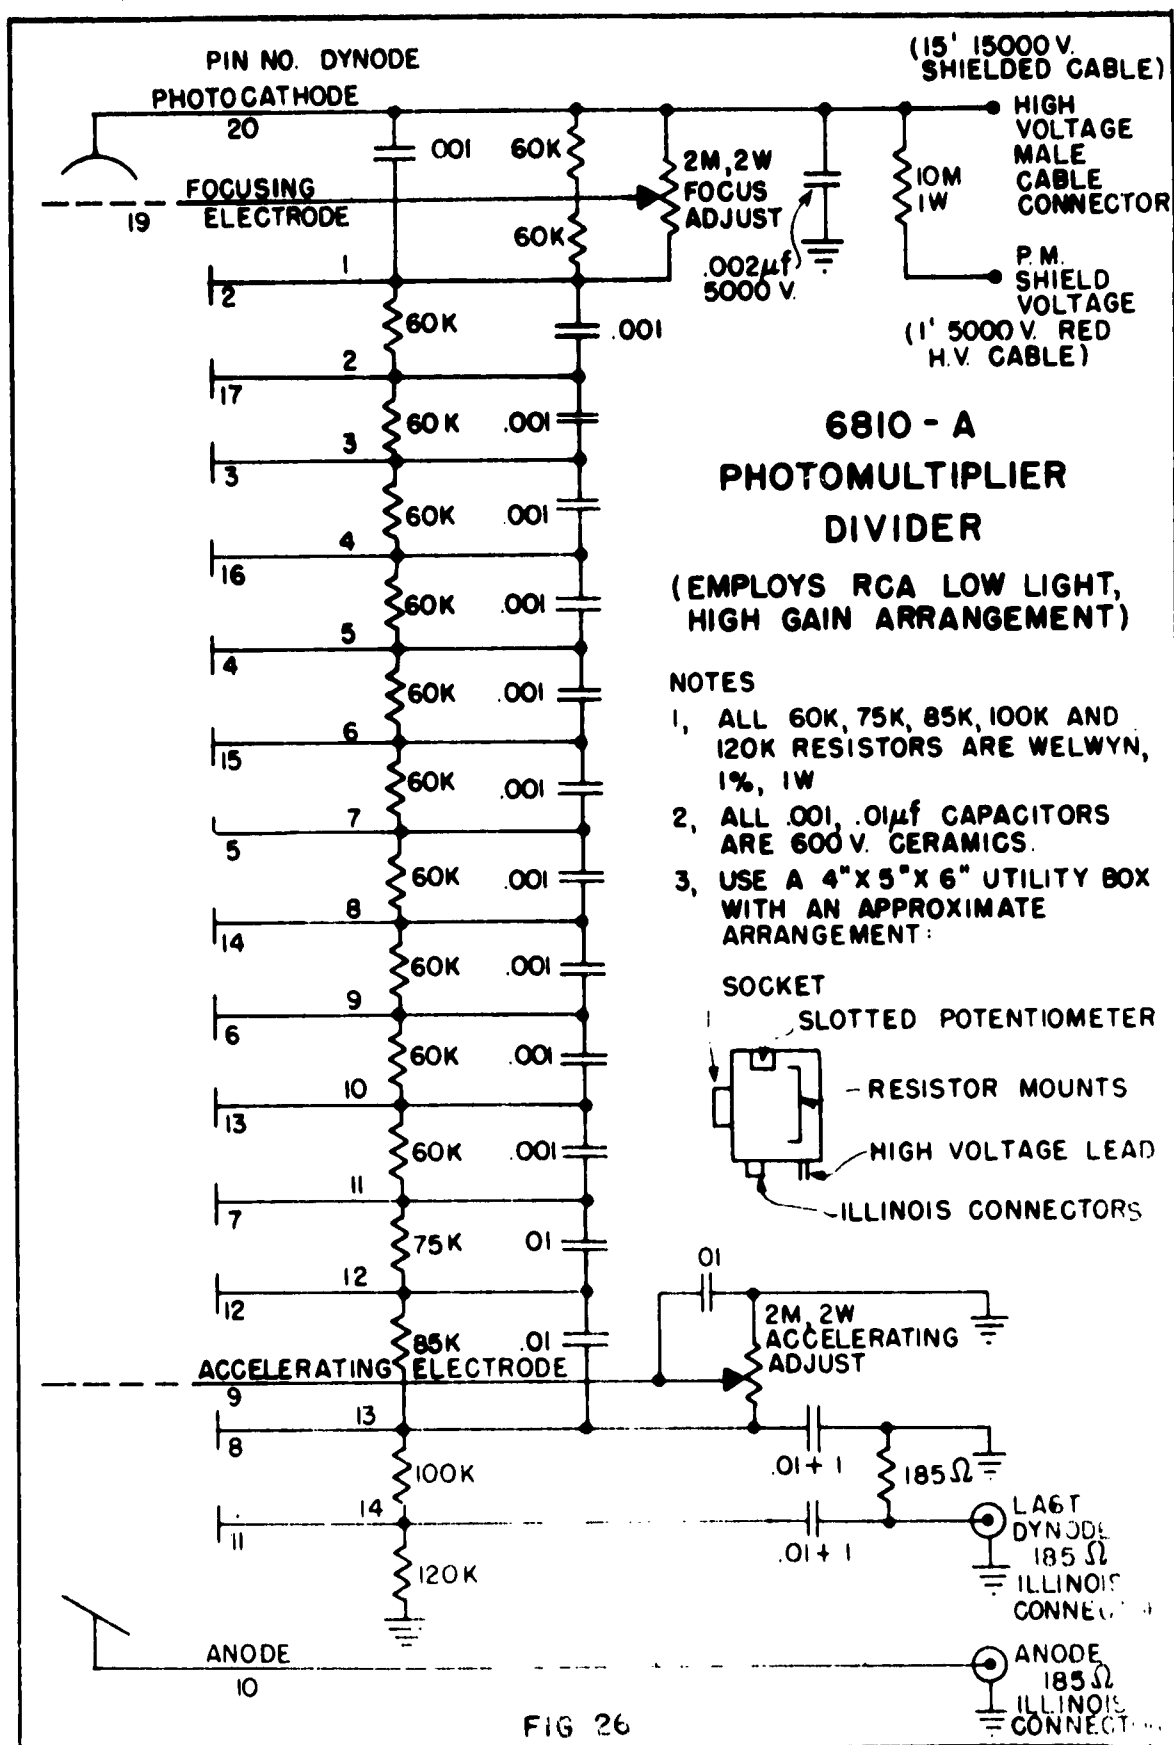 PIN NO. DYNODE
(15' 15000 V.
SHIELDED CABLE)
PHOTOCATHODE
20
.001
60K
2M, 2W
FOCUS
ADJUST
10M
1W
HIGH
VOLTAGE
MALE
CABLE
CONNECTOR
FOCUSING
ELECTRODE
19
60K
.002µf
5000 V.
P.M.
SHIELD
VOLTAGE
(1' 5000 V. RED
H.V. CABLE)
1
2
60K
.001
2
17
60K
.001
3
3
60K
.001
4
16
60K
.001
5
4
60K
.001
6
15
60K
.001
7
5
60K
.001
8
14
60K
.001
9
6
60K
.001
10
13
60K
.001
11
7
75K
01
12
12
85K
.01
ACCELERATING ELECTRODE
9
01
2M, 2W
ACCELERATING
ADJUST
13
8
.01 + 1
185Ω
100K
14
11
.01 + 1
LAST
DYNODE
185 Ω
ILLINOIS
120K
ANODE
10
ANODE
185Ω
ILLINOIS
6810 - A
PHOTOMULTIPLIER
DIVIDER
(EMPLOYS RCA LOW LIGHT,
HIGH GAIN ARRANGEMENT)
NOTES
1, ALL 60K, 75K, 85K, 100K AND
120K RESISTORS ARE WELWYN,
1%, 1W
2, ALL .001, .01µf CAPACITORS
ARE 600 V. CERAMICS.
3, USE A 4" X 5" X 6" UTILITY BOX
WITH AN APPROXIMATE
ARRANGEMENT:
SOCKET
SLOTTED POTENTIOMETER
RESISTOR MOUNTS
HIGH VOLTAGE LEAD
ILLINOIS CONNECTORS
FIG 26